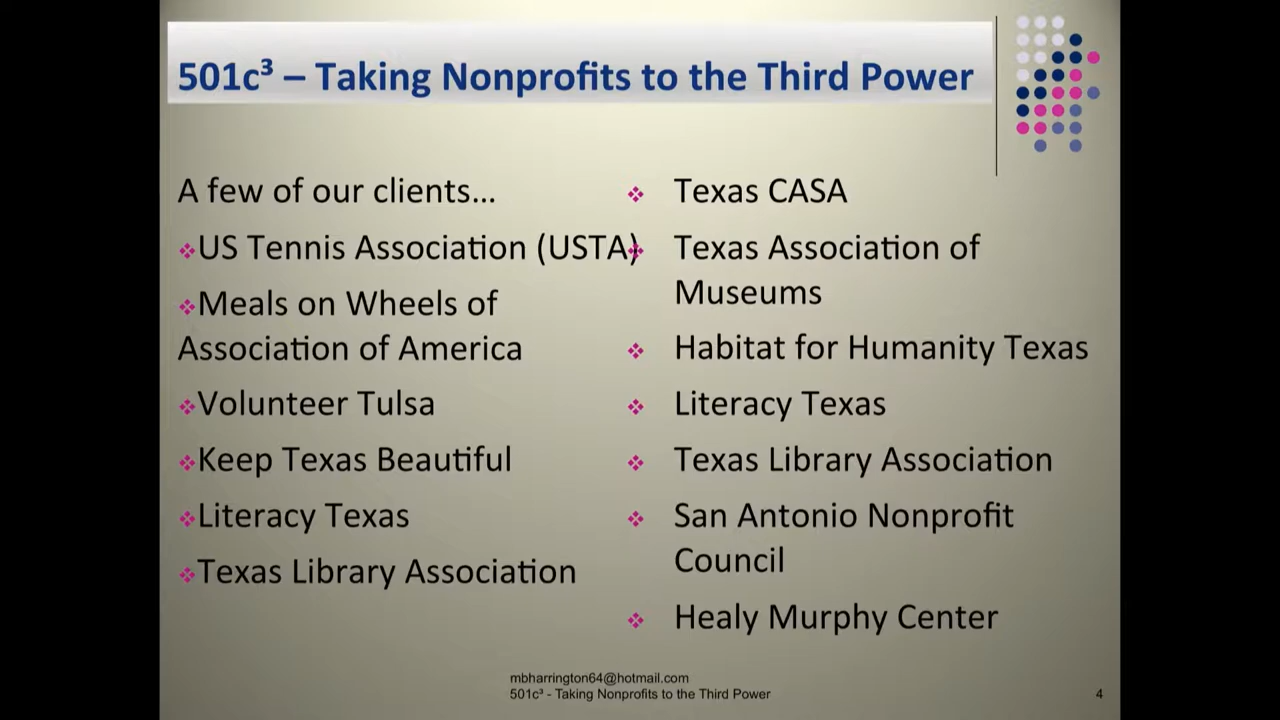 501c³ – Taking Nonprofits to the Third Power
A few of our clients...
❖US Tennis Association (USTA)
❖Meals on Wheels of
Association of America
❖Volunteer Tulsa
❖Keep Texas Beautiful
❖Literacy Texas
❖Texas Library Association
❖ Texas CASA
❖ Texas Association of
Museums
❖ Habitat for Humanity Texas
❖ Literacy Texas
❖ Texas Library Association
❖ San Antonio Nonprofit
Council
❖ Healy Murphy Center
mbharrington64@hotmail.com
501c³ - Taking Nonprofits to the Third Power
4